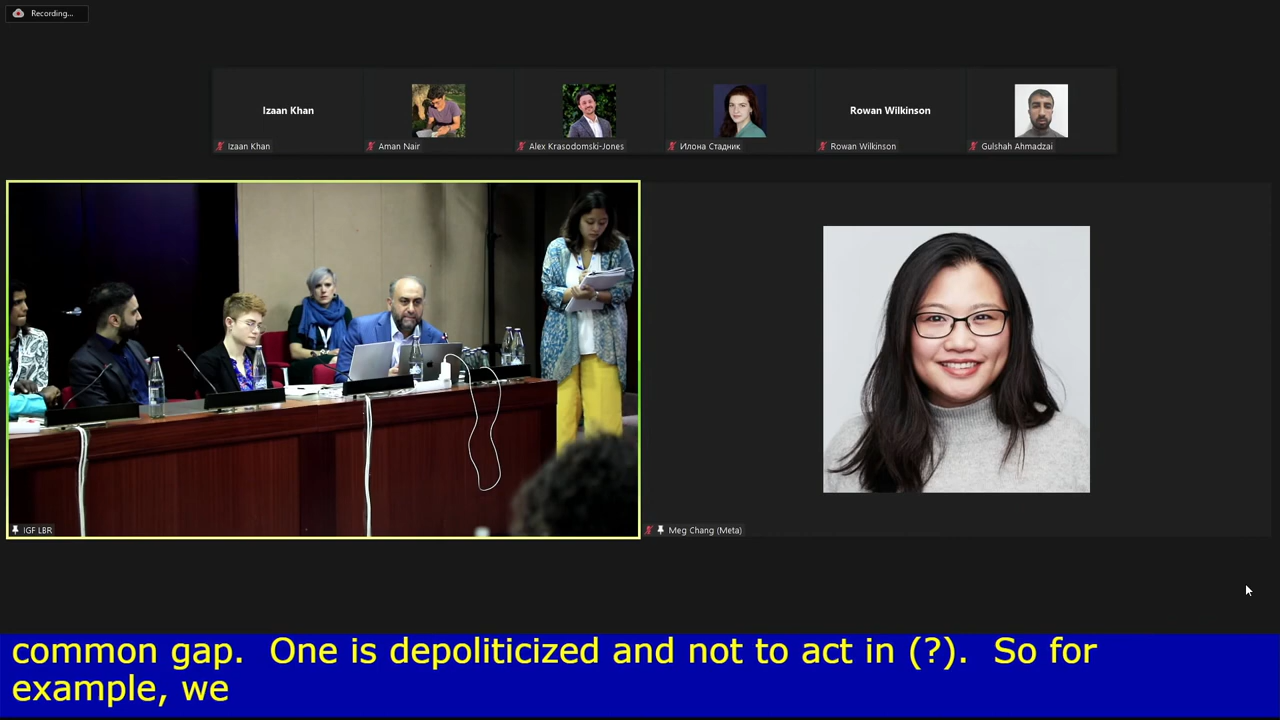 Recording...
Izaan Khan
Rowan Wilkinson
Izaan Khan
Aman Nair
Alex Krasodomski-Jones
Илона Стадник
Rowan Wilkinson
Gulshah Ahmadzai
IGF LBR
Meg Chang (Meta)
common gap.  One is depoliticized and not to act in (?).  So for
example, we